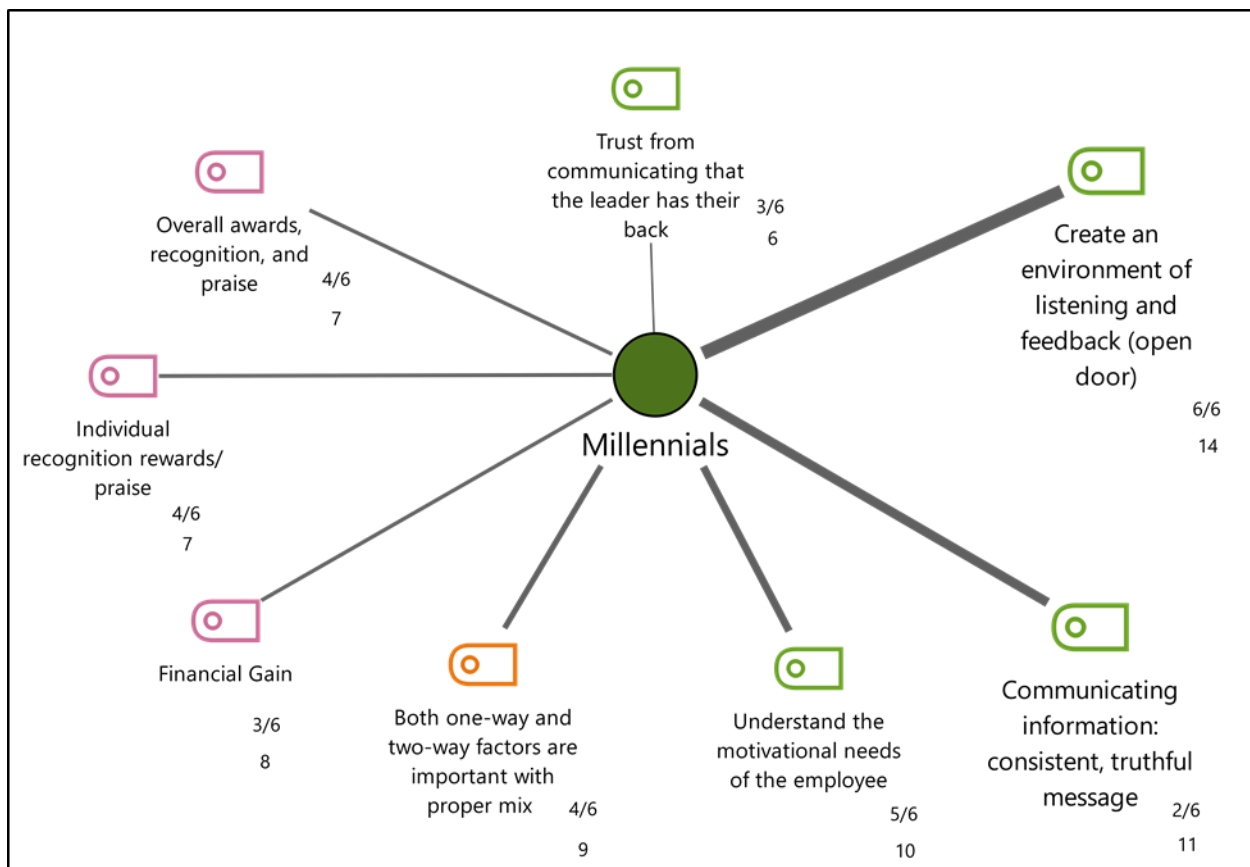 Trust from
communicating that
the leader has their
back
3/6
6
Overall awards,
recognition, and
praise
4/6
7
Create an
environment of
listening and
feedback (open
door)
6/6
14
Individual
recognition rewards/
praise
4/6
7
Millennials
Financial Gain
3/6
8
Both one-way and
two-way factors are
important with
proper mix
4/6
9
Understand the
motivational needs
of the employee
5/6
10
Communicating
information:
consistent, truthful
message
2/6
11